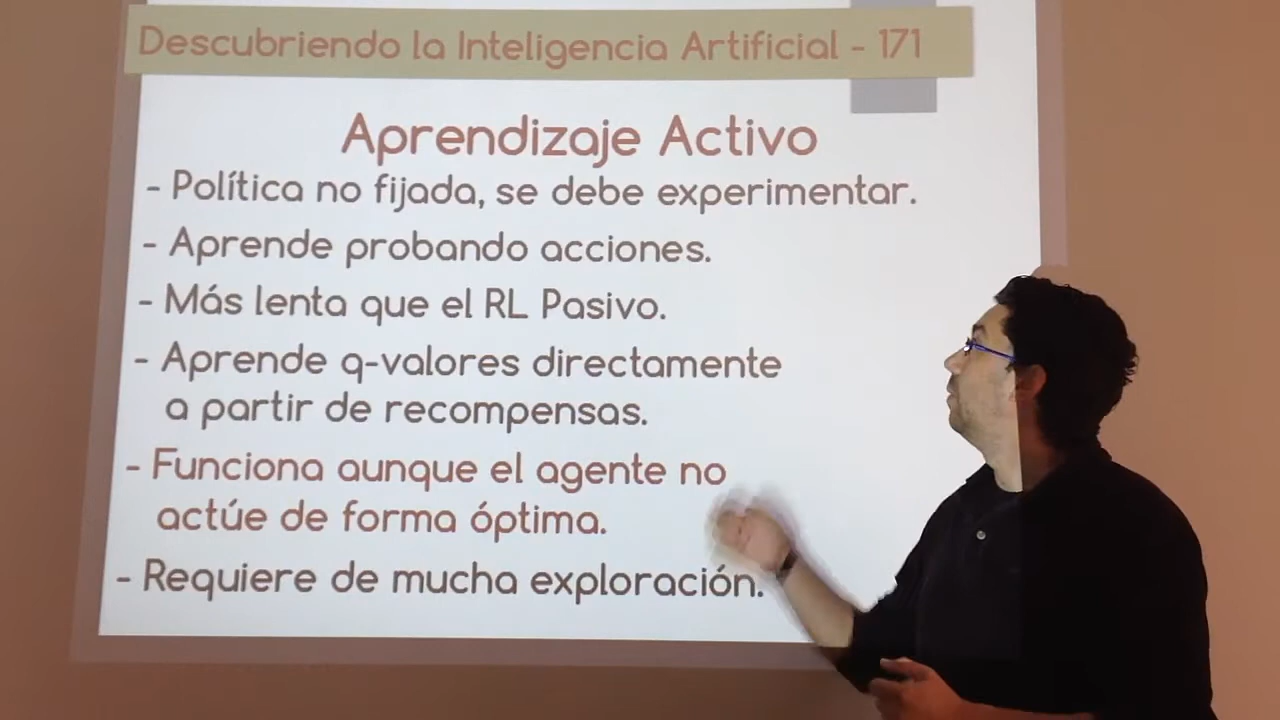 Descubriendo la Inteligencia Artificial - 171
Aprendizaje Activo
- Política no fijada, se debe experimentar.
- Aprende probando acciones.
- Más lenta que el RL Pasivo.
- Aprende q-valores directamente
a partir de recompensas.
- Funciona aunque el agente no
actúe de forma óptima.
- Requiere de mucha exploración.